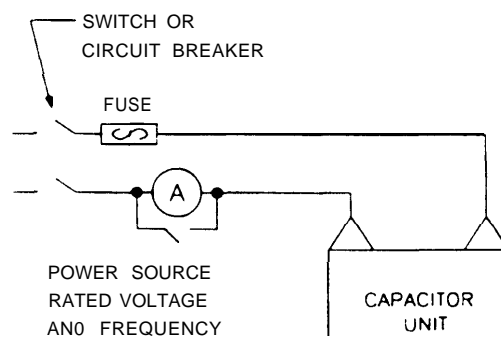 SWITCH OR
CIRCUIT BREAKER
FUSE
A
POWER SOURCE
RATED VOLTAGE
AN0 FREQUENCY
CAPACITOR
UNIT